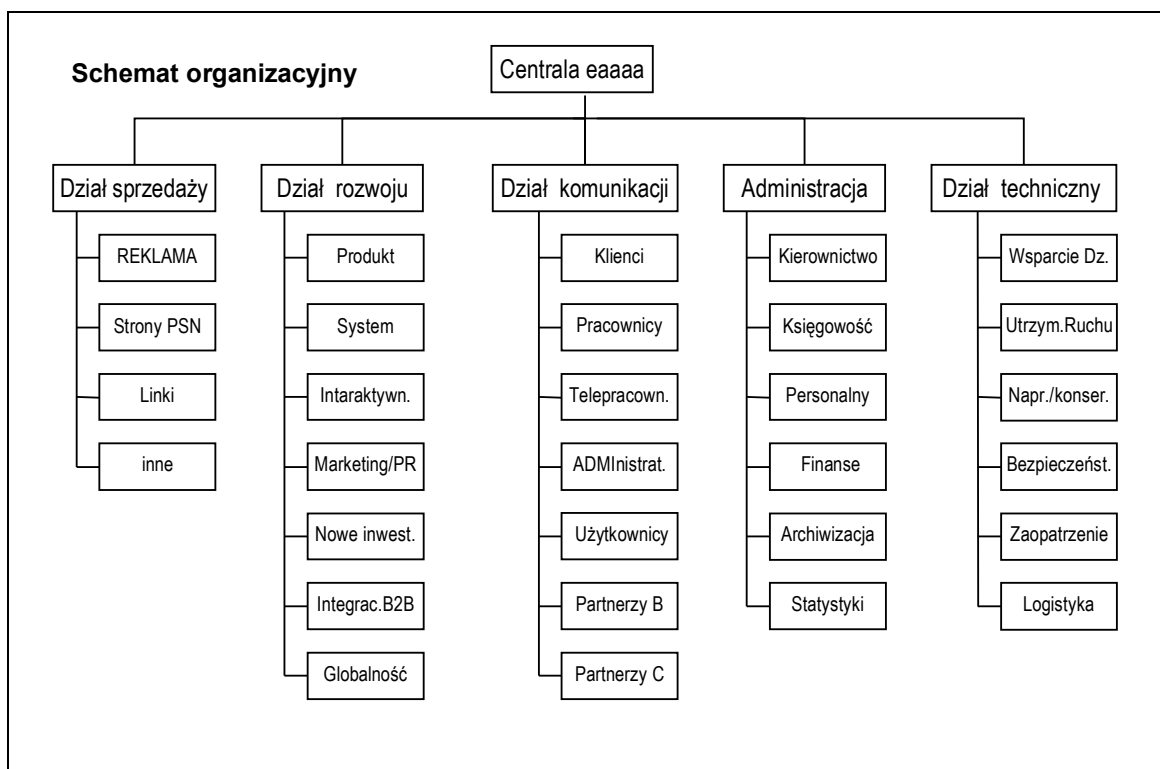 Schemat organizacyjny
Centrala eaaaa
Dział sprzedaży
REKLAMA
Strony PSN
Linki
inne
Dział rozwoju
Produkt
System
Intaraktywn.
Marketing/PR
Nowe inwest.
Integrac.B2B
Globalność
Dział komunikacji
Klienci
Pracownicy
Telepracown.
ADMInistrat.
Użytkownicy
Partnerzy B
Partnerzy C
Administracja
Kierownictwo
Księgowość
Personalny
Finanse
Archiwizacja
Statystyki
Dział techniczny
Wsparcie Dz.
Utrzym.Ruchu
Napr./konser.
Bezpieczeńst.
Zaopatrzenie
Logistyka